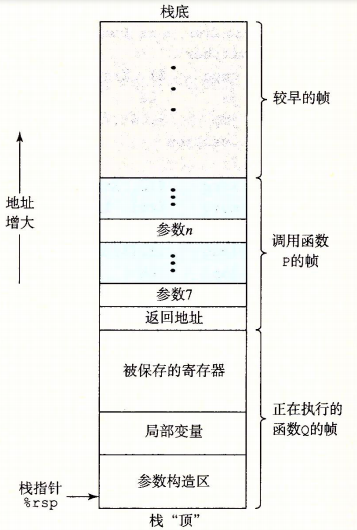 栈底
较早的帧
地址
增大
参数n
调用函数
P的帧
参数7
返回地址
被保存的寄存器
正在执行的
函数Q的帧
局部变量
参数构造区
栈指针
%rsp
栈“顶”